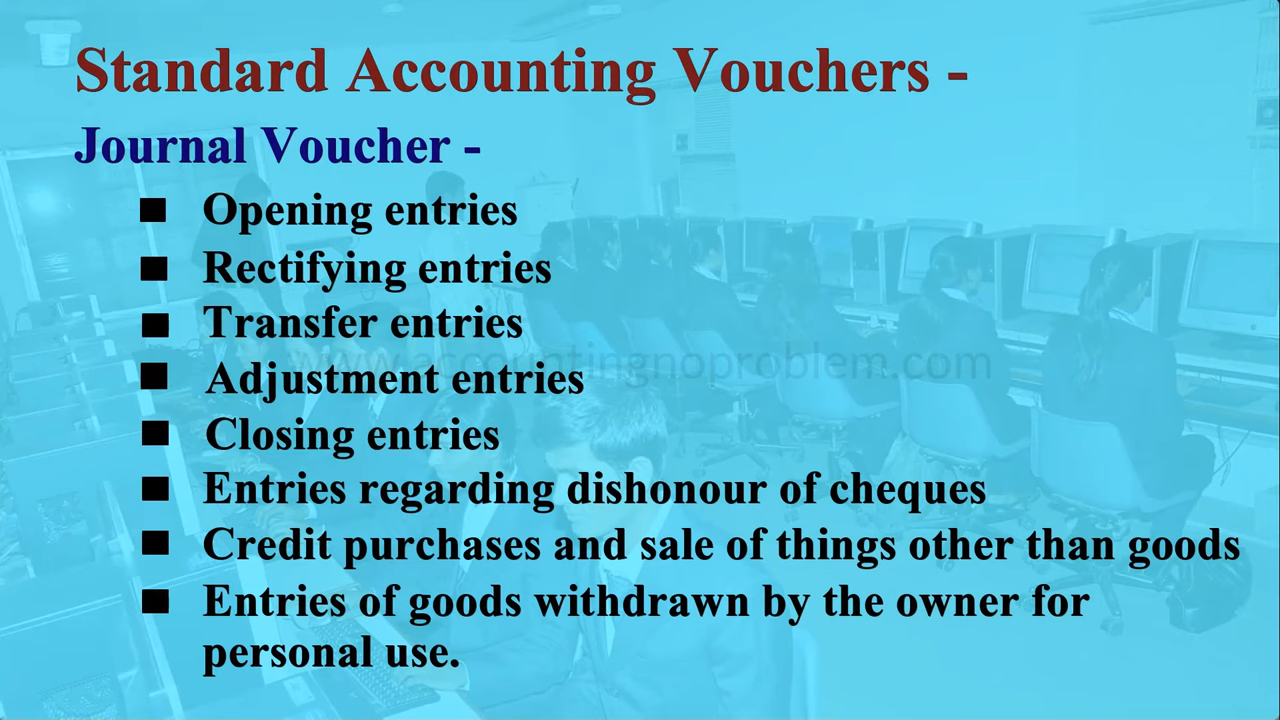 Standard Accounting Vouchers -
Journal Voucher -
■ Opening entries
■ Rectifying entries
■ Transfer entries
■ Adjustment entries
■ Closing entries
■ Entries regarding dishonour of cheques
■ Credit purchases and sale of things other than goods
■ Entries of goods withdrawn by the owner for
personal use.
www.accountingnoproblem.com